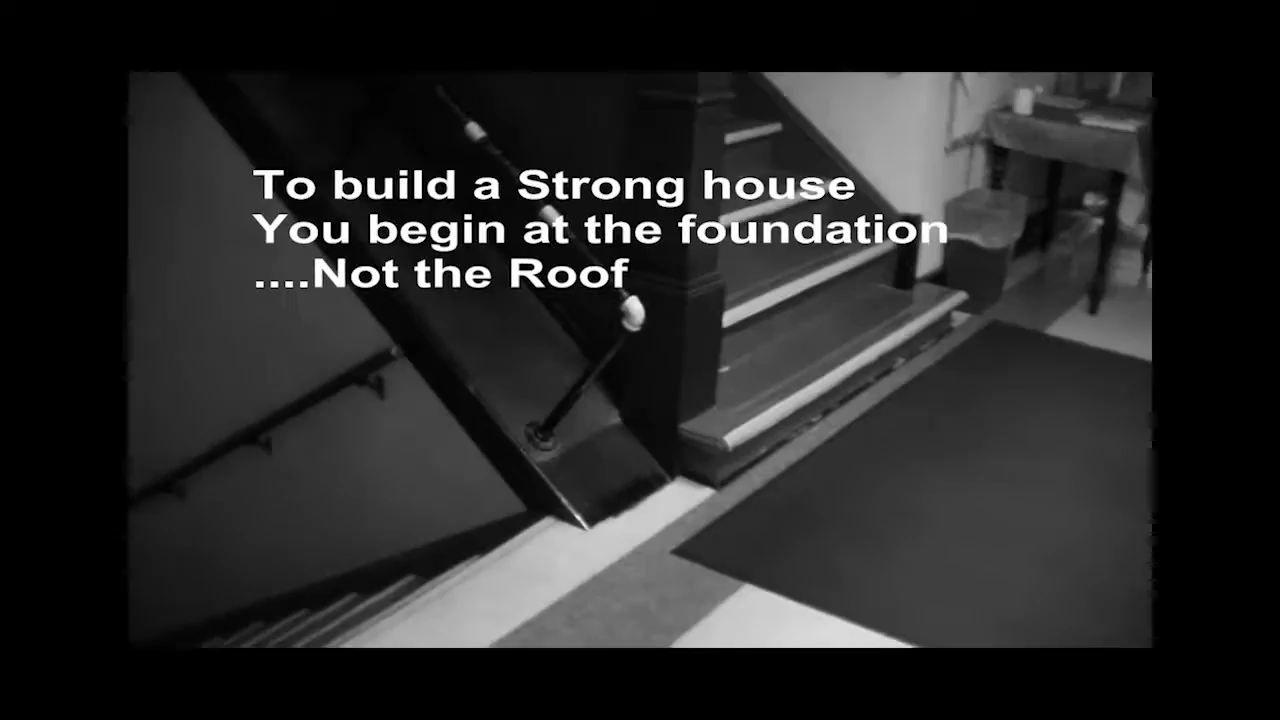 To build a Strong house
You begin at the foundation
....Not the Roof